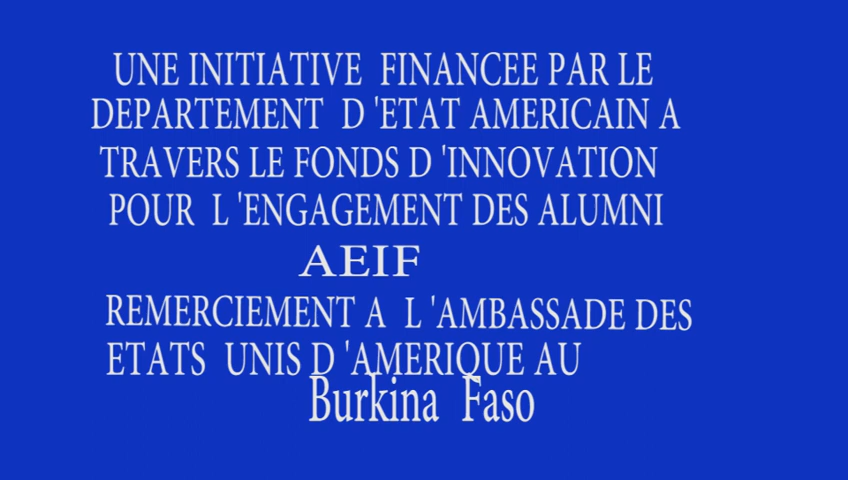 UNE INITIATIVE FINANCEE PAR LE
DEPARTEMENT D 'ETAT AMERICAIN A
TRAVERS LE FONDS D 'INNOVATION
POUR L 'ENGAGEMENT DES ALUMNI
AEIF
REMERCIEMENT A L 'AMBASSADE DES
ETATS UNIS D 'AMERIQUE AU
Burkina Faso